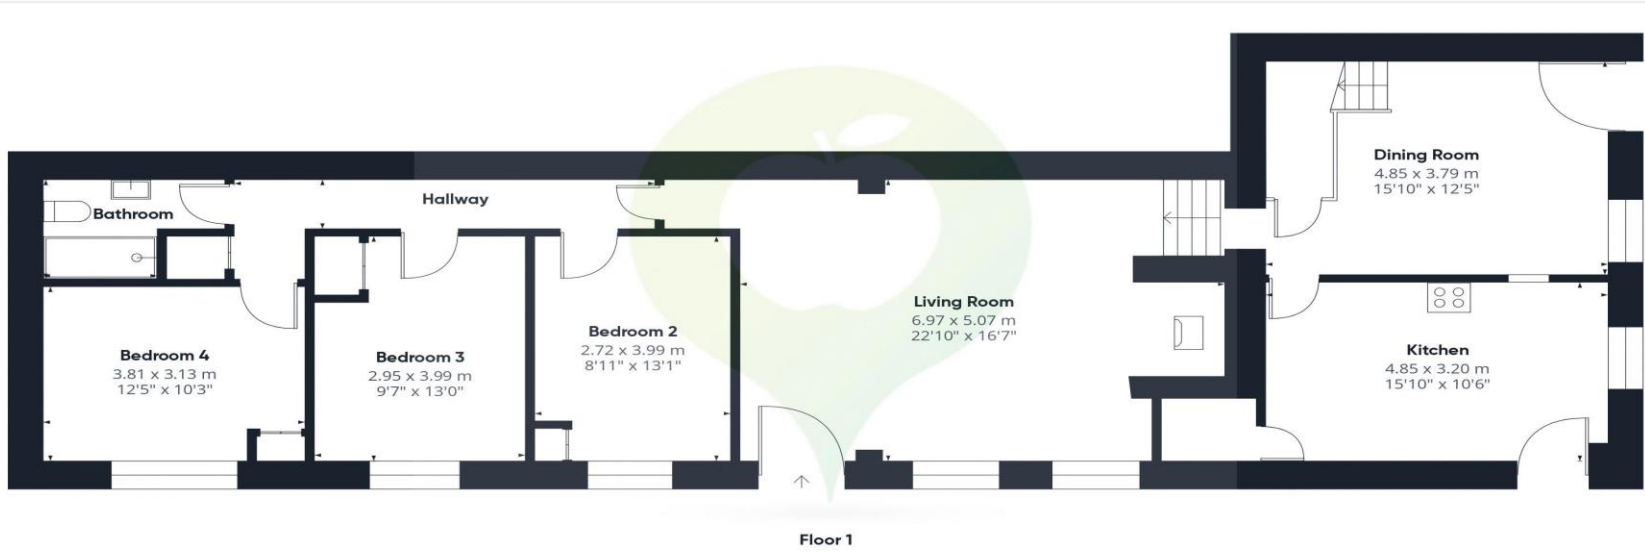 Bathroom
Hallway
Dining Room
4.85 x 3.79 m
15'10" x 12'5"
Living Room
6.97 x 5.07 m
22'10" x 16'7"
Bedroom 2
2.72 x 3.99 m
8'11" x 13'1"
Bedroom 4
3.81 x 3.13 m
12'5" x 10'3"
Bedroom 3
2.95 x 3.99 m
9'7" x 13'0"
Kitchen
4.85 x 3.20 m
15'10" x 10'6"
Floor 1